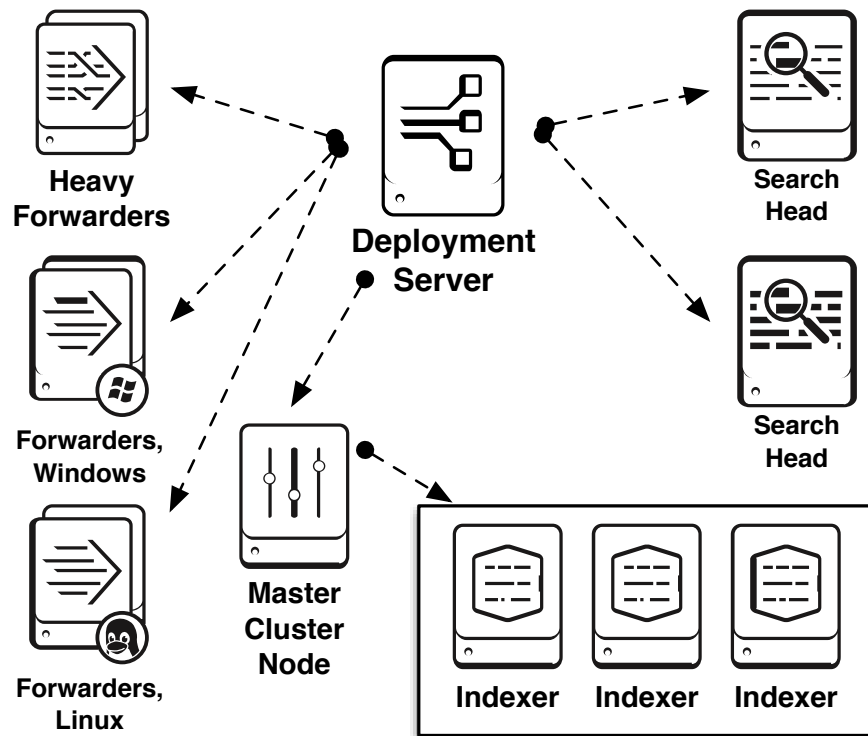 Heavy
Forwarders
Deployment
Server
Search
Head
Forwarders,
Windows
Search
Head
Master
Cluster
Node
Forwarders,
Linux
Indexer
Indexer
Indexer